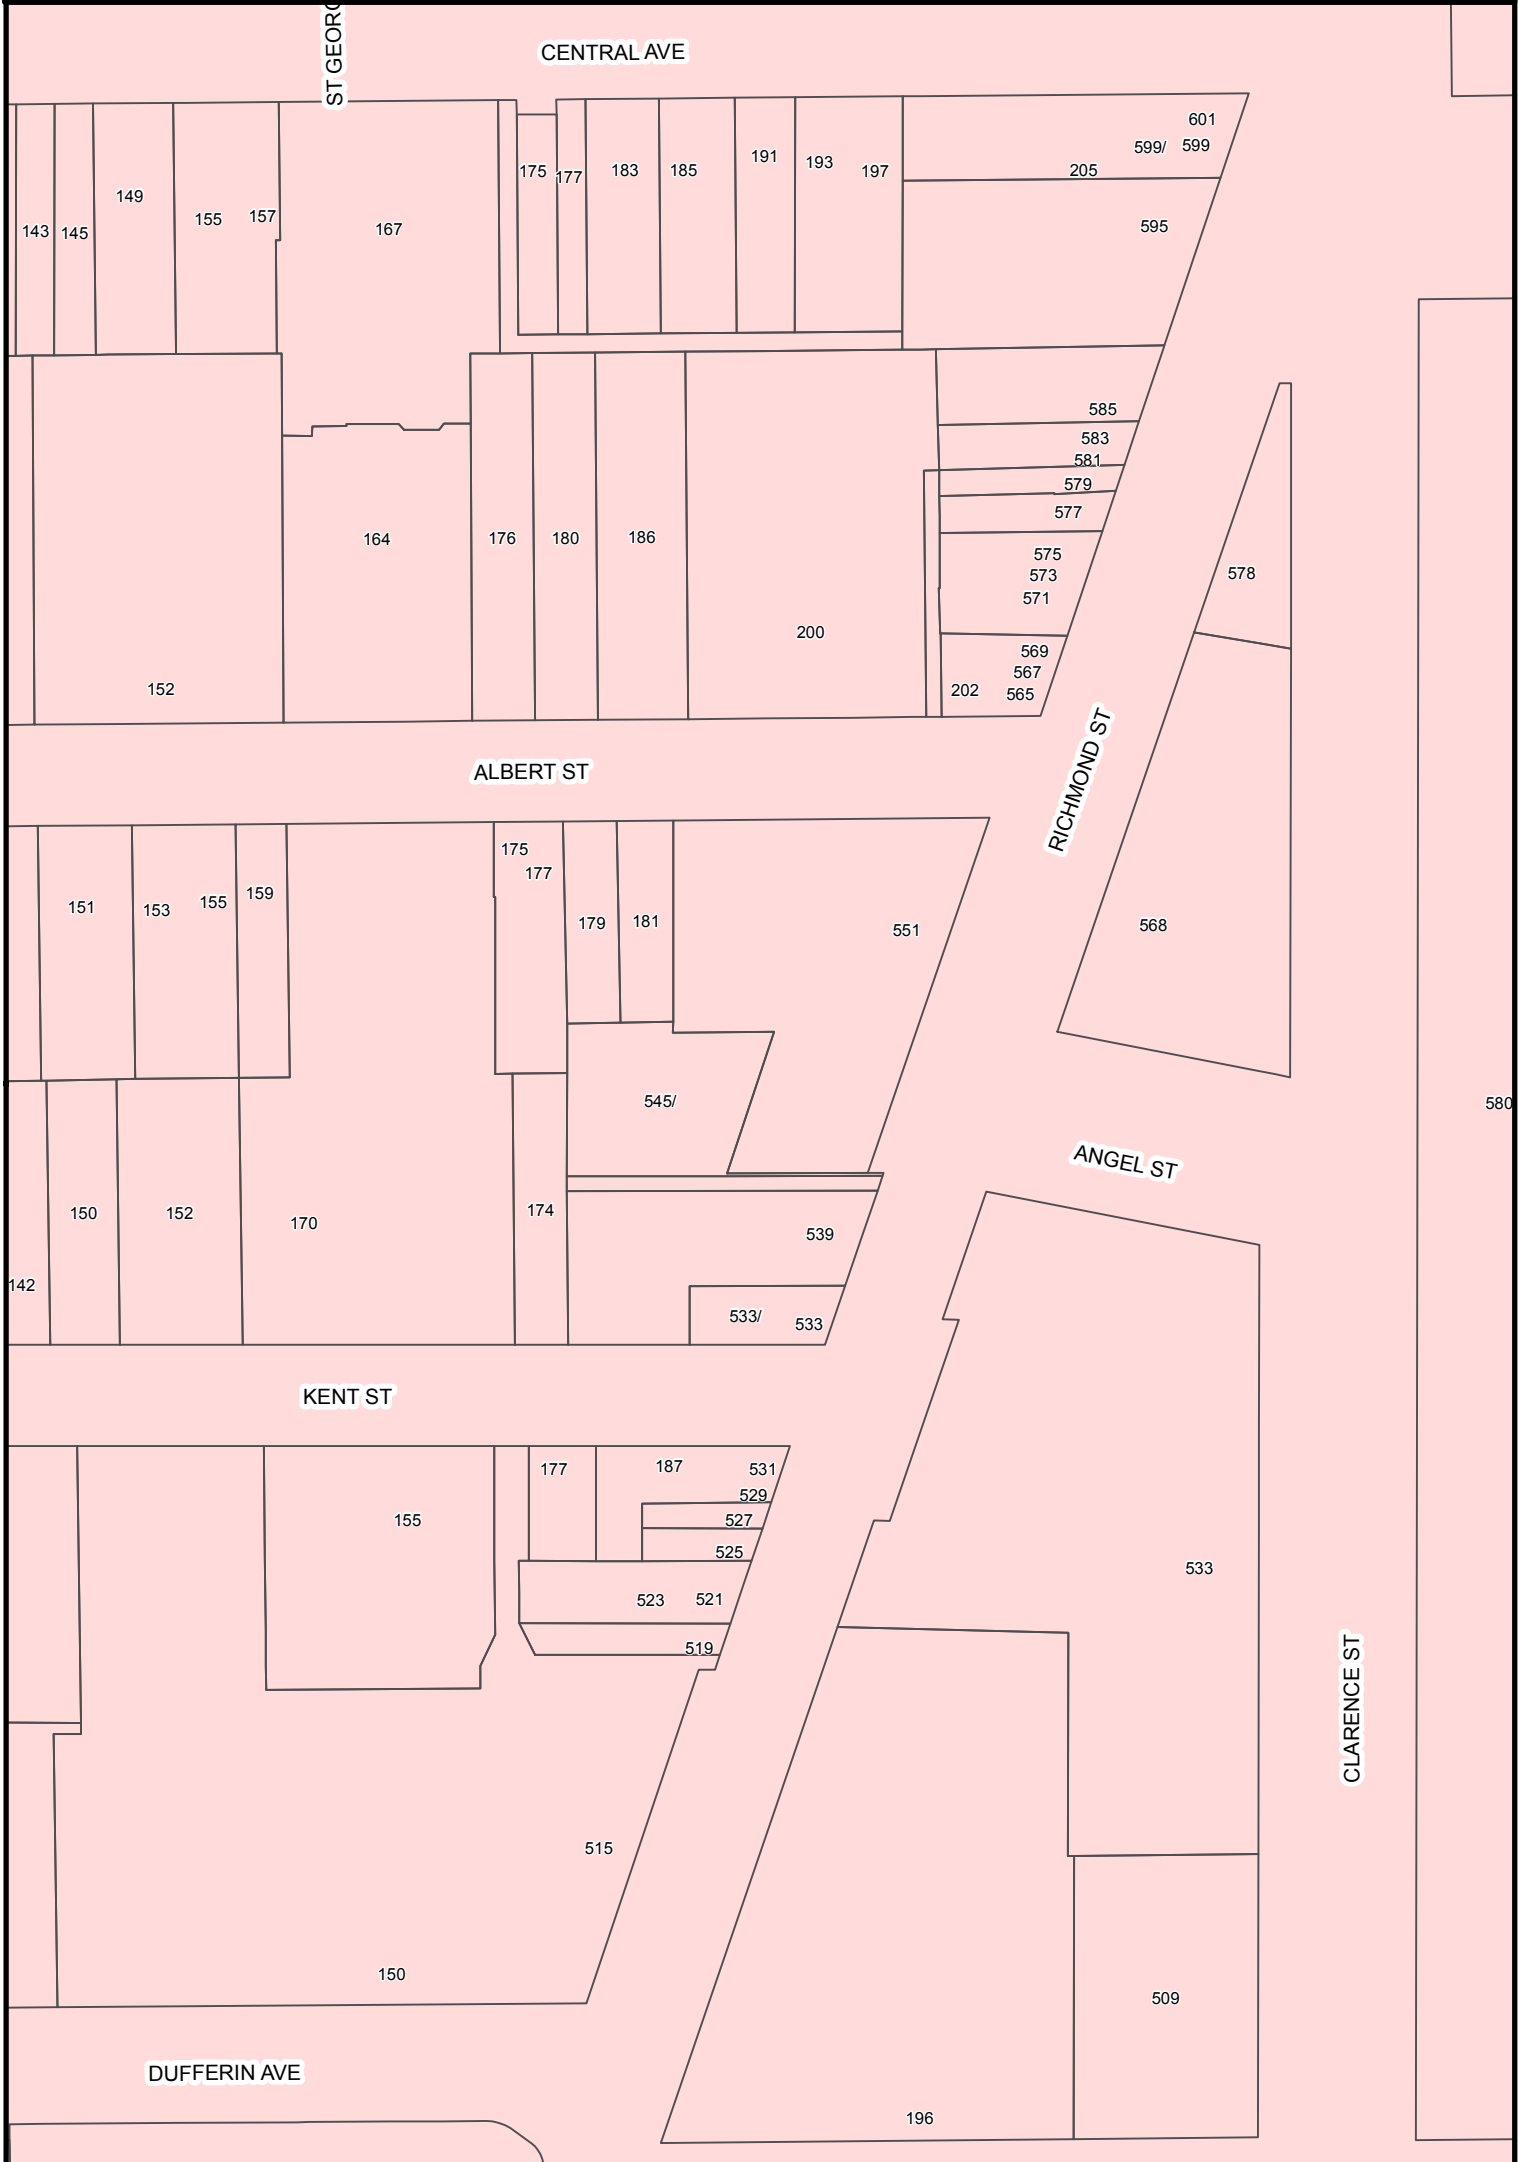 ST GEORG
CENTRAL AVE
601
599/ 599
205
175 177 183 185 191 193 197
149
143 145 155 157 167
595
585
583
581
579
577
575
573
571
578
164 176 180 186
200
152
569
567
202 565
ALBERT ST
RICHMOND ST
175
177
151 153 155 159
179 181 551
568
545/
580
ANGEL ST
150 152 170 174
539
142
533/ 533
KENT ST
177 187 531
529
155 527
525
523 521
519
533
CLARENCE ST
515
150
509
DUFFERIN AVE
196